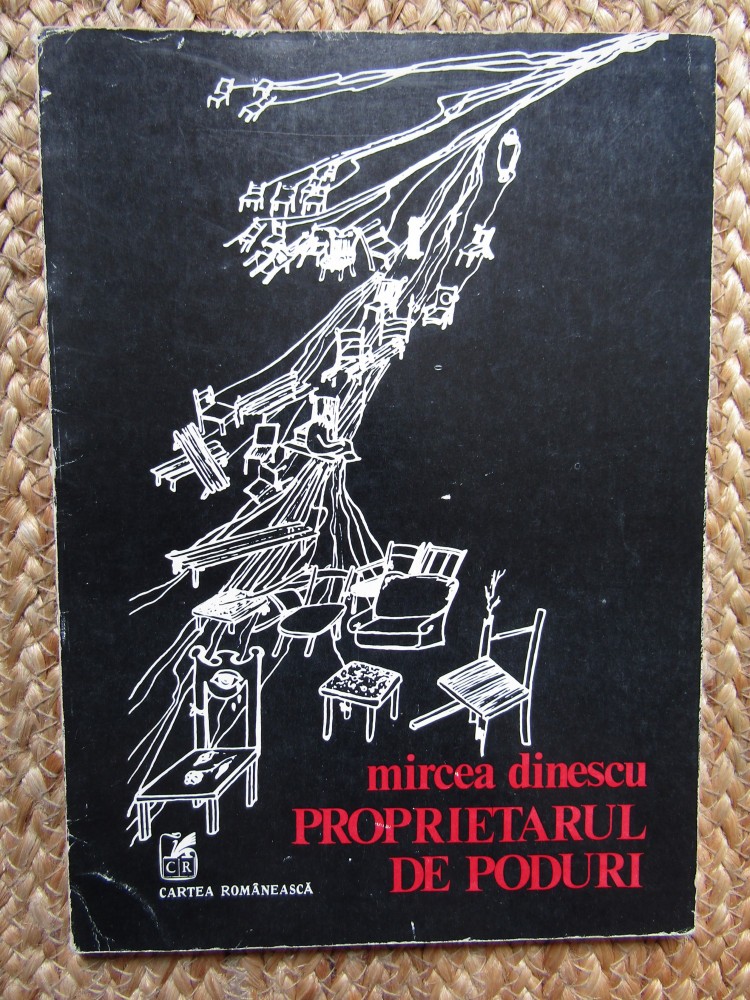 mircea dinescu
PROPRIETARUL
DE PODURI
CR
CARTEA ROMÂNEASCĂ